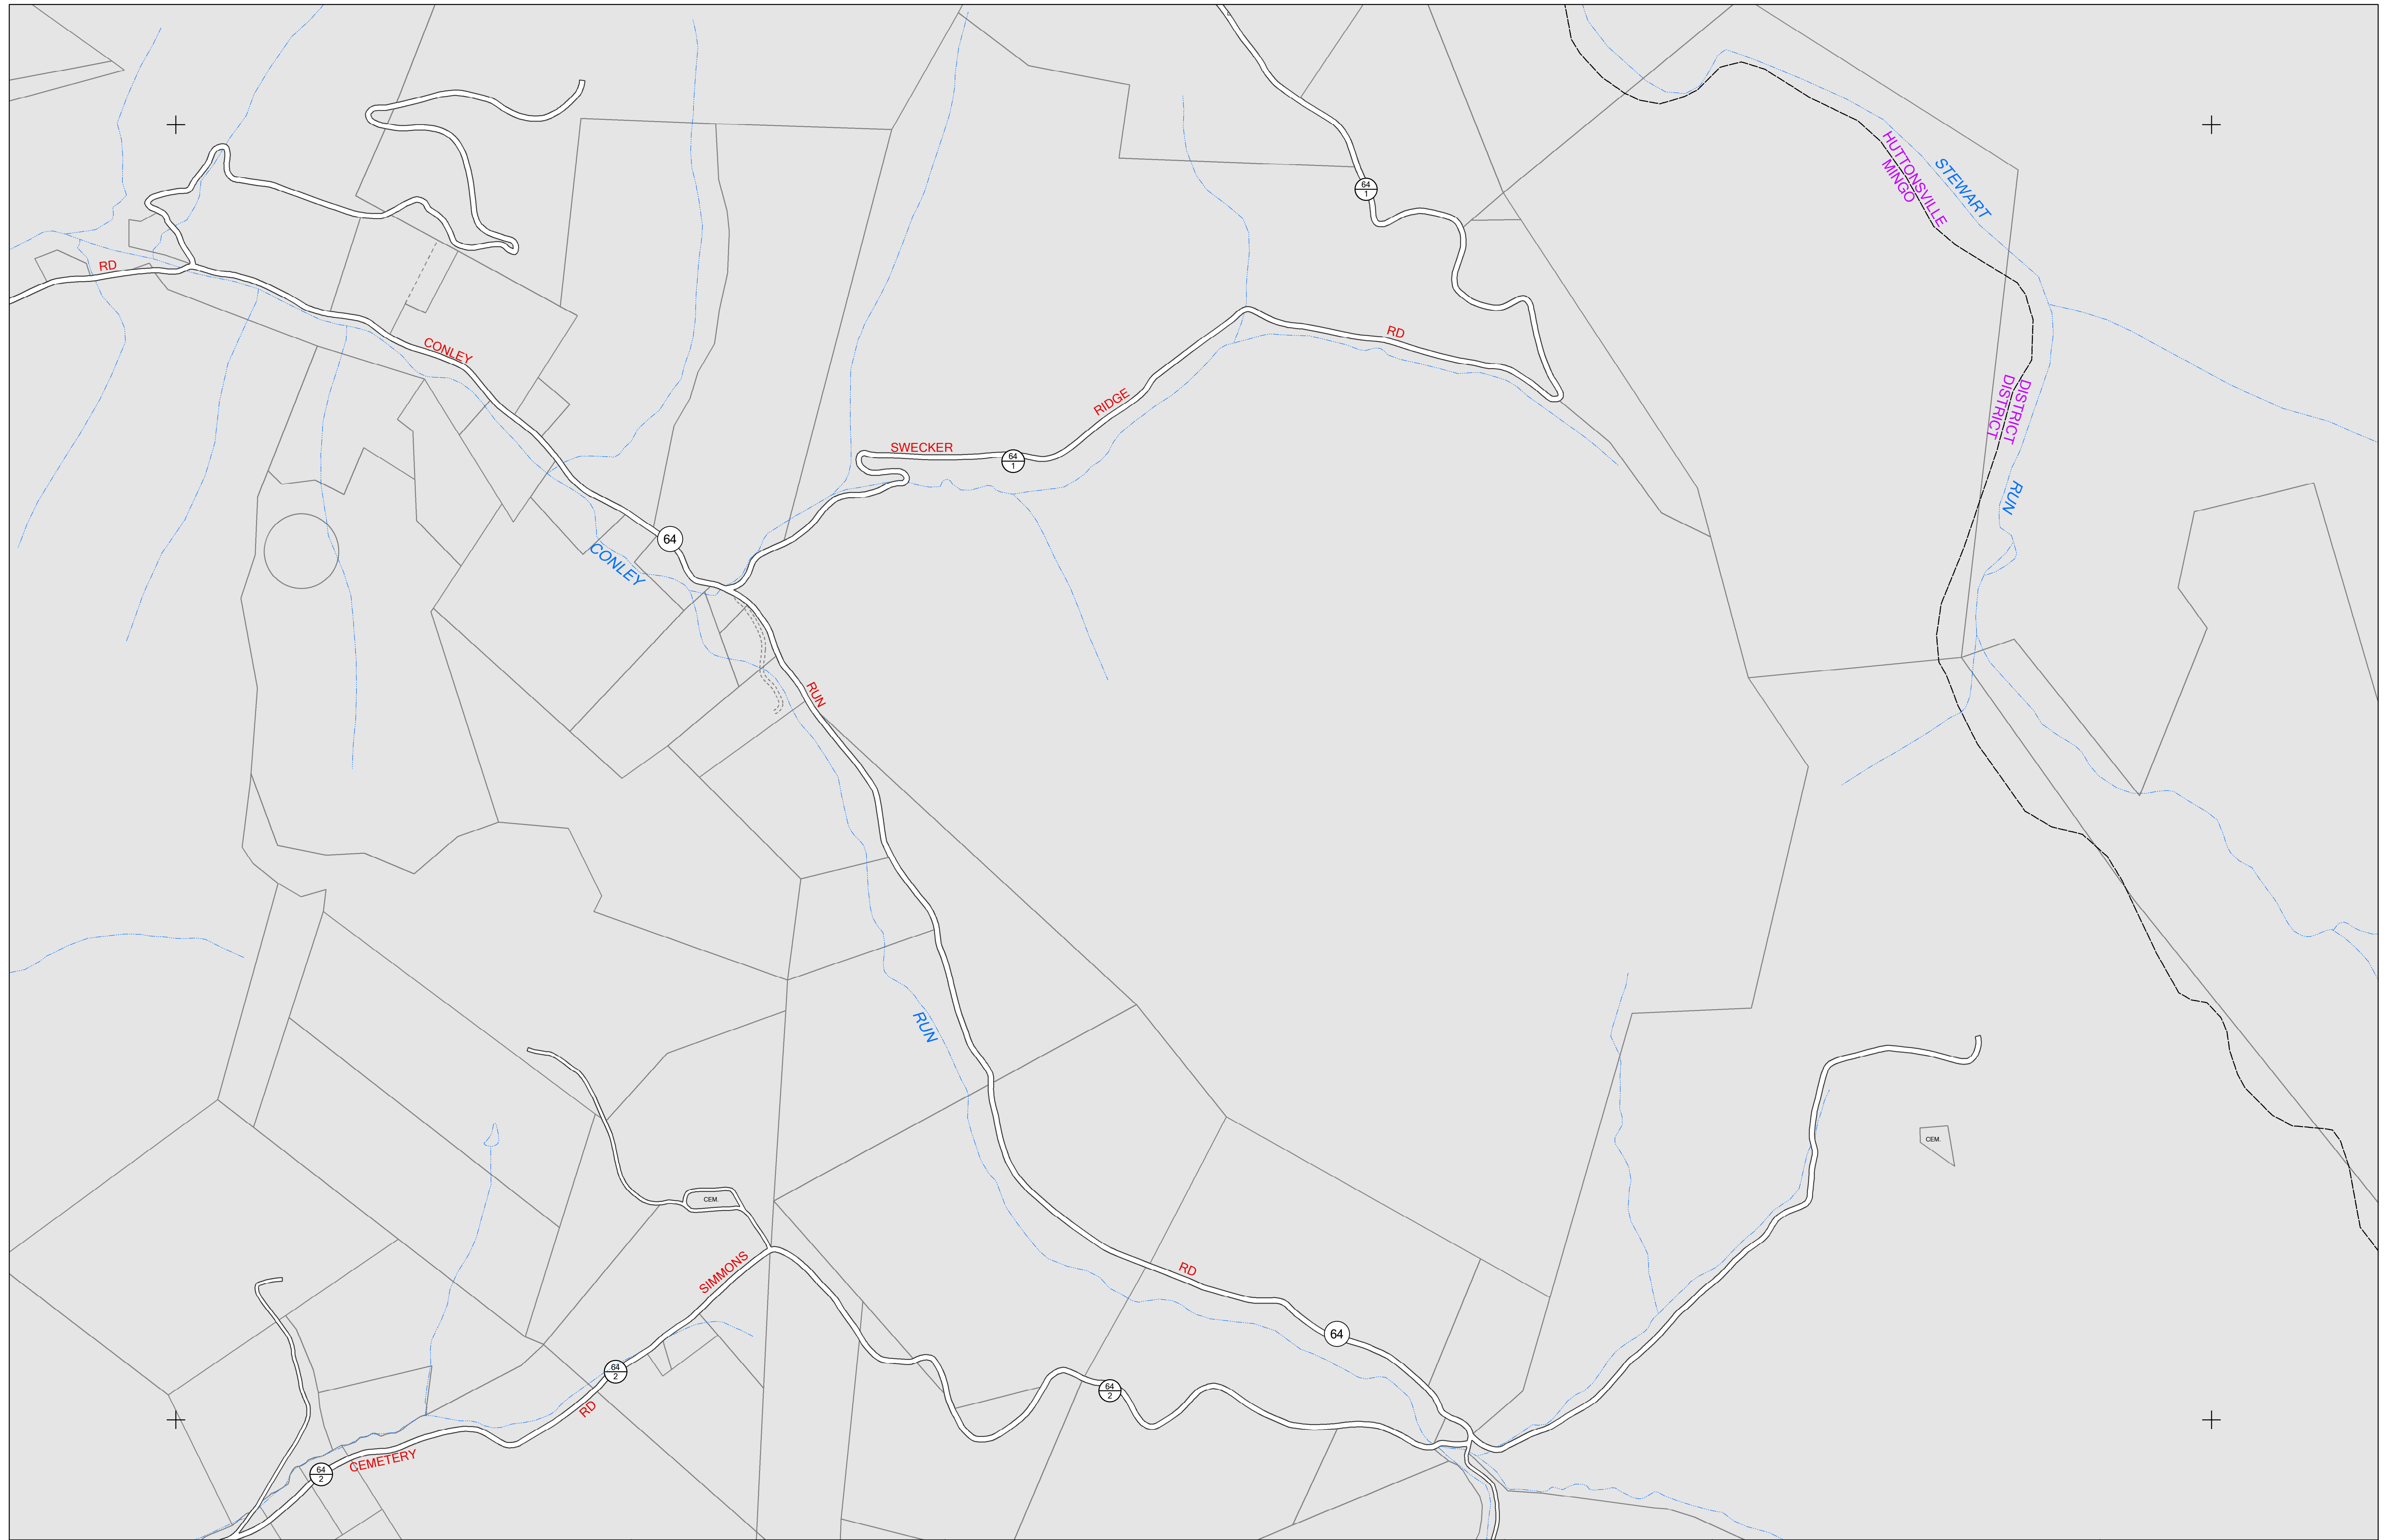 HUTTONSVILLE
MINGO
STEWART
64
1
RD
CONLEY
RD
DISTRICT
DISTRICT
RIDGE
SWECKER
64
1
RUN
64
CONLEY
RUN
RUN
CEM.
CEM.
SIMMONS
RD
64
64
2
64
2
RD
CEMETERY
64
2